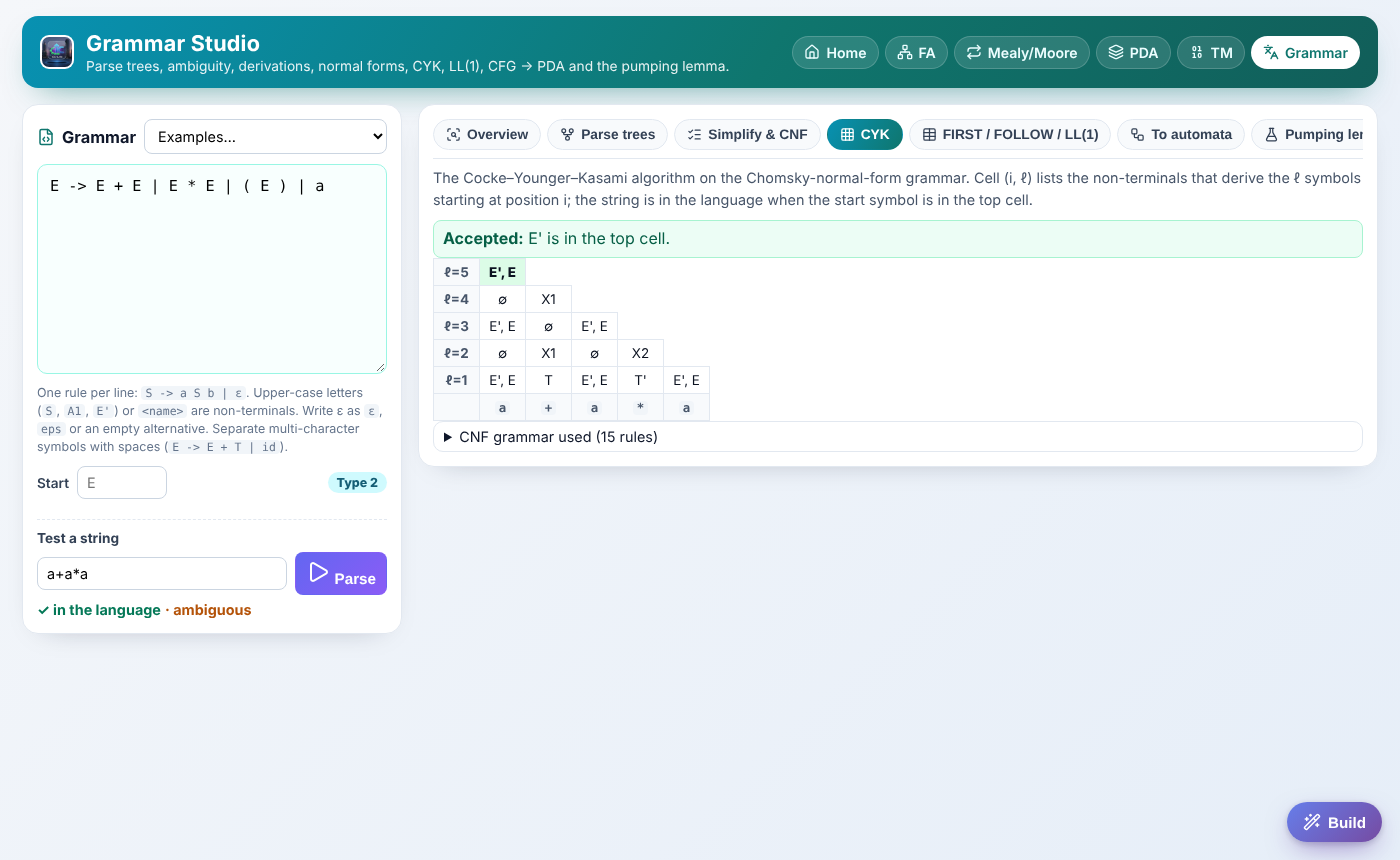 Grammar Studio
Parse trees, ambiguity, derivations, normal forms, CYK, LL(1), CFG → PDA and the pumping lemma.
Home
FA
Mealy/Moore
PDA
TM
Grammar
Grammar
Examples...
E -> E + E | E * E | ( E ) | a
One rule per line: S -> a S b | ε. Upper-case letters
(S, A1, E') or <name> are non-terminals. Write ε as ε,
eps or an empty alternative. Separate multi-character
symbols with spaces (E -> E + T | id).
Start
E
Type 2
Test a string
a+a*a
Parse
✓ in the language · ambiguous
Overview
Parse trees
Simplify & CNF
CYK
FIRST / FOLLOW / LL(1)
To automata
Pumping ler
The Cocke–Younger–Kasami algorithm on the Chomsky-normal-form grammar. Cell (i, ℓ) lists the non-terminals that derive the ℓ symbols
starting at position i; the string is in the language when the start symbol is in the top cell.
Accepted: E' is in the top cell.
ℓ=5 E', E
ℓ=4 ∅ X1
ℓ=3 E', E ∅ E', E
ℓ=2 ∅ X1 ∅ X2
ℓ=1 E', E T E', E T' E', E
a + a * a
CNF grammar used (15 rules)
Build